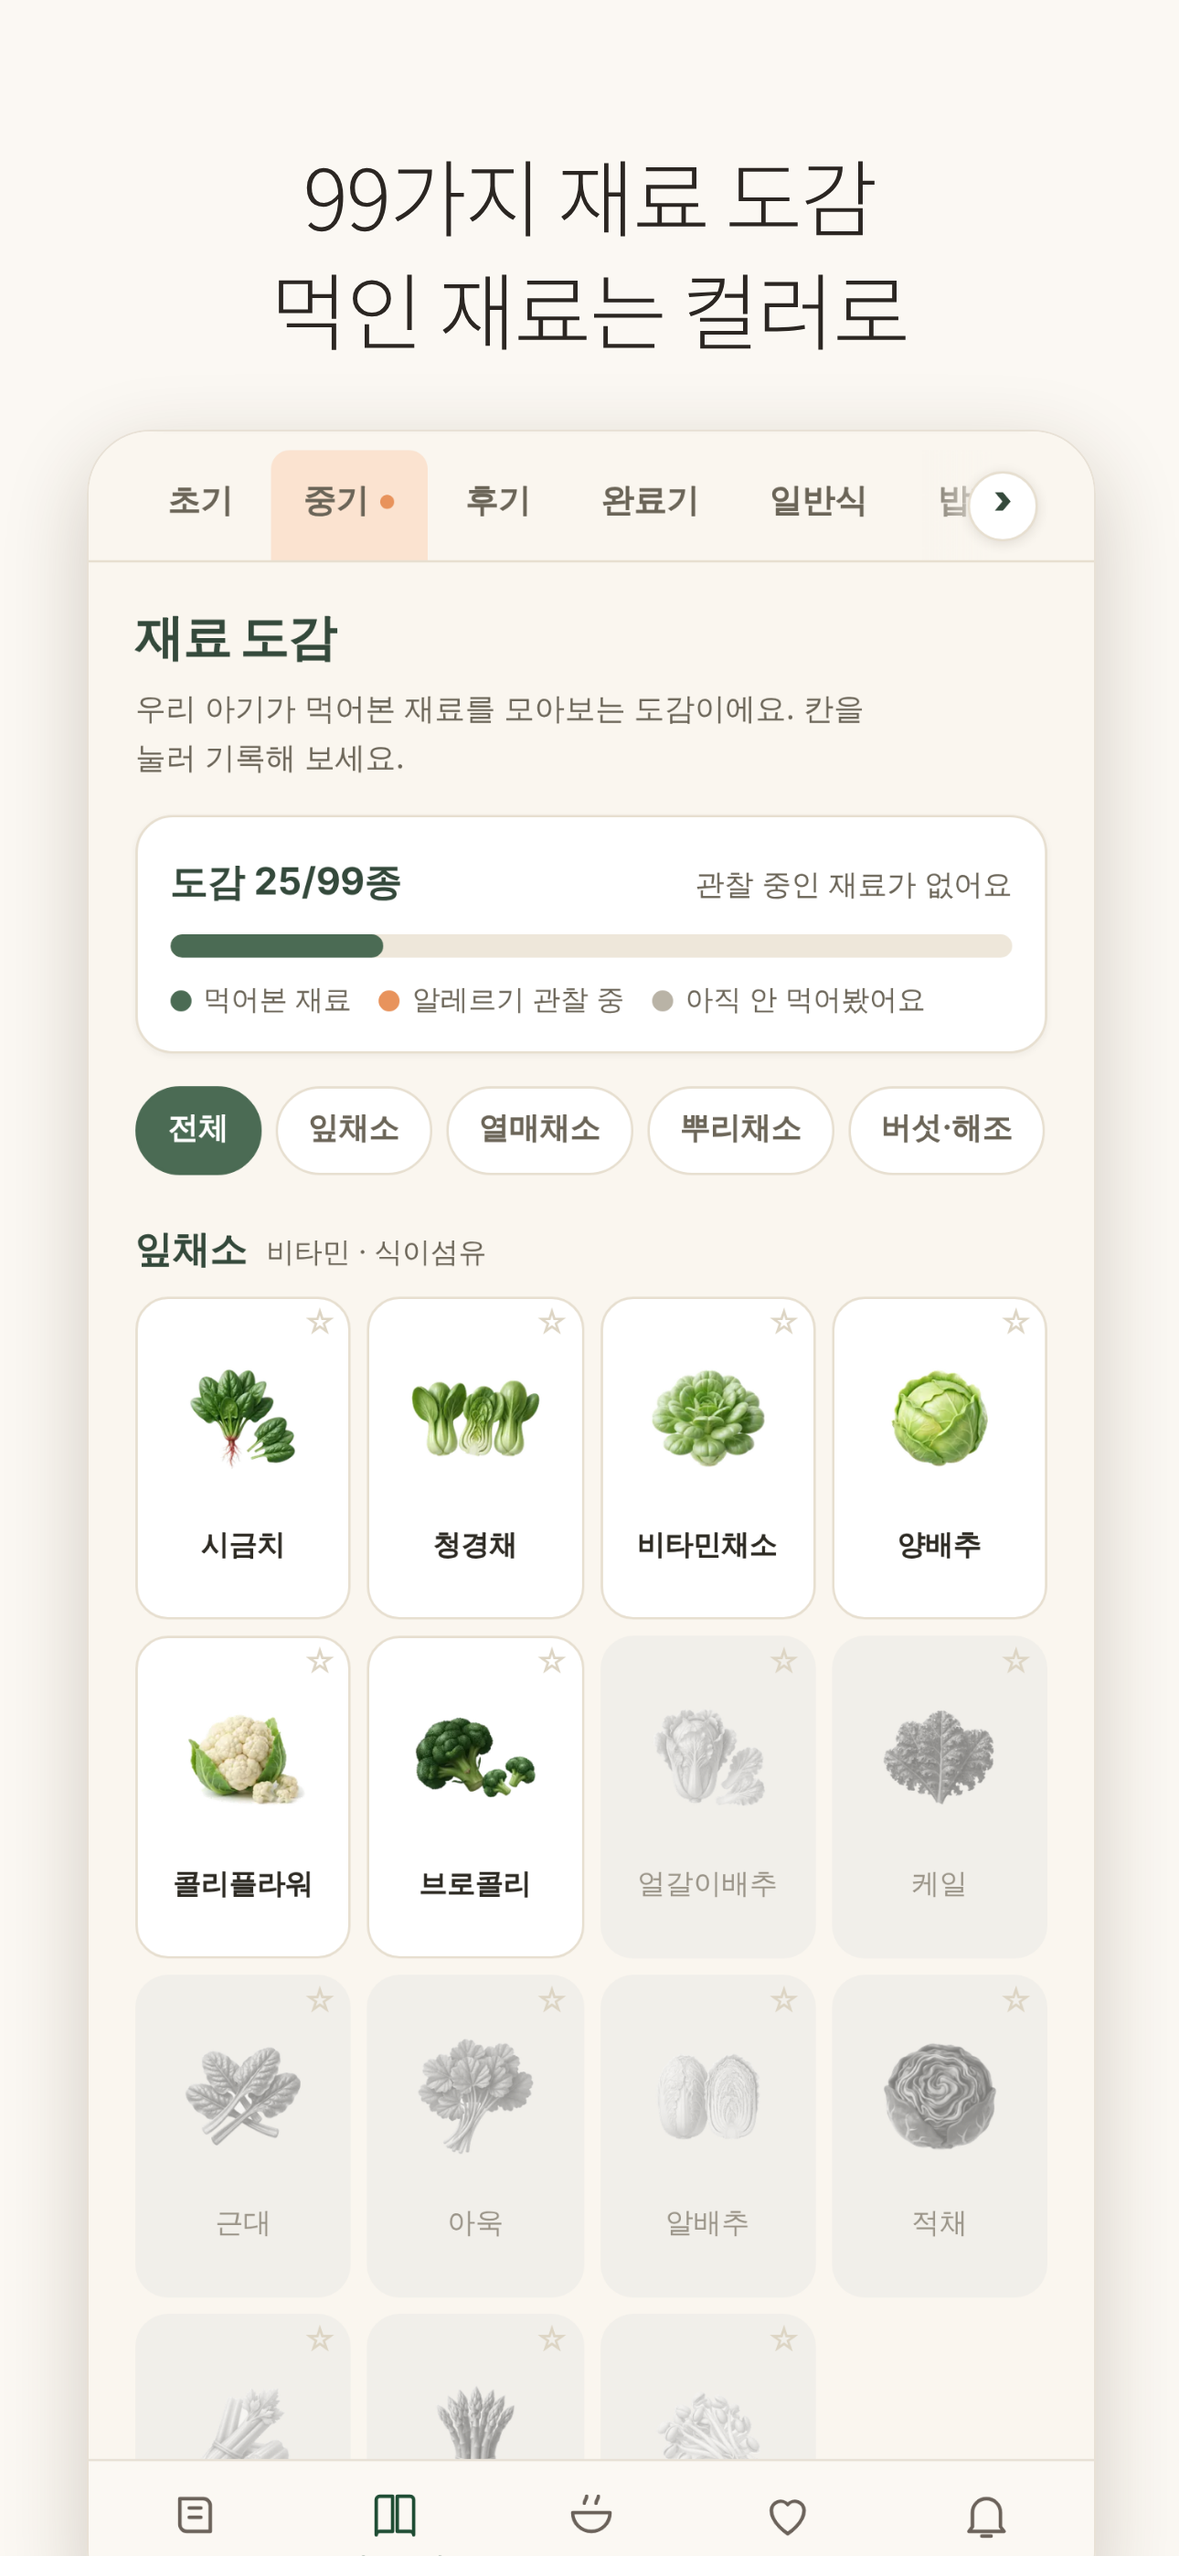 99가지 재료 도감
먹인 재료는 컬러로
초기 중기 후기 완료기 일반식
재료 도감
우리 아기가 먹어본 재료를 모아보는 도감이에요. 칸을
눌러 기록해 보세요.
도감 25/99종 관찰 중인 재료가 없어요
먹어본 재료 알레르기 관찰 중 아직 안 먹어봤어요
전체 잎채소 열매채소 뿌리채소 버섯·해조
잎채소 비타민 · 식이섬유
시금치 청경채 비타민채소 양배추
콜리플라워 브로콜리 얼갈이배추 케일
근대 아욱 알배추 적채